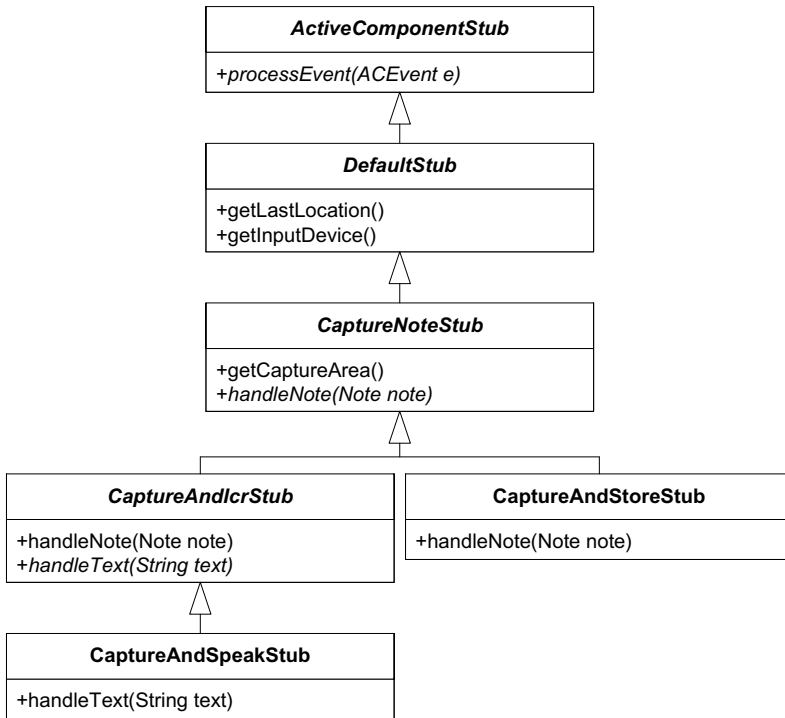 ActiveComponentStub
+processEvent(ACEvent e)
DefaultStub
+getLastLocation()
+getInputDevice()
CaptureNoteStub
+getCaptureArea()
+handleNote(Note note)
CaptureAndIcrStub
+handleNote(Note note)
+handleText(String text)
CaptureAndStoreStub
+handleNote(Note note)
CaptureAndSpeakStub
+handleText(String text)